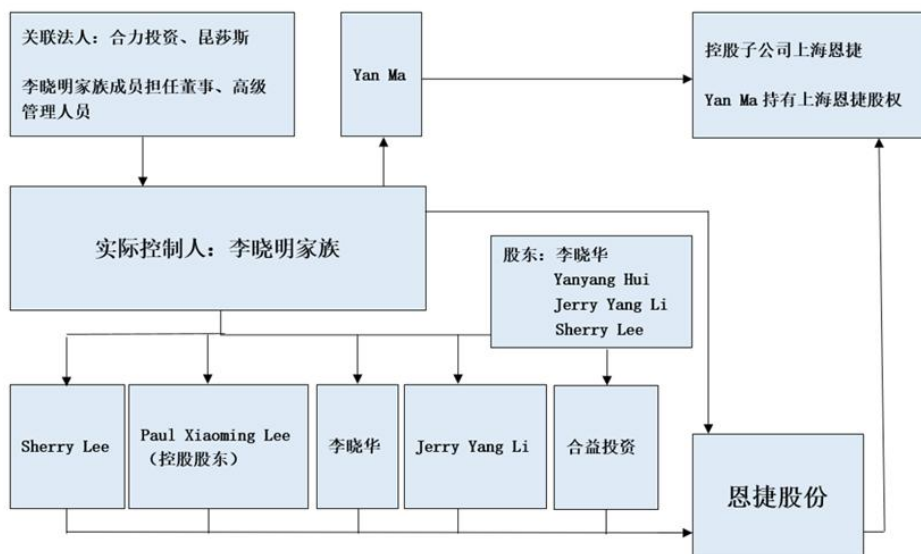 关联法人：合力投资、昆莎斯
李晓明家族成员担任董事、高级
管理人员
Yan Ma
控股子公司上海恩捷
Yan Ma 持有上海恩捷股权
实际控制人：李晓明家族
股东：李晓华
Yanyang Hui
Jerry Yang Li
Sherry Lee
Sherry Lee
Paul Xiaoming Lee
（控股股东）
李晓华
Jerry Yang Li
合益投资
恩捷股份